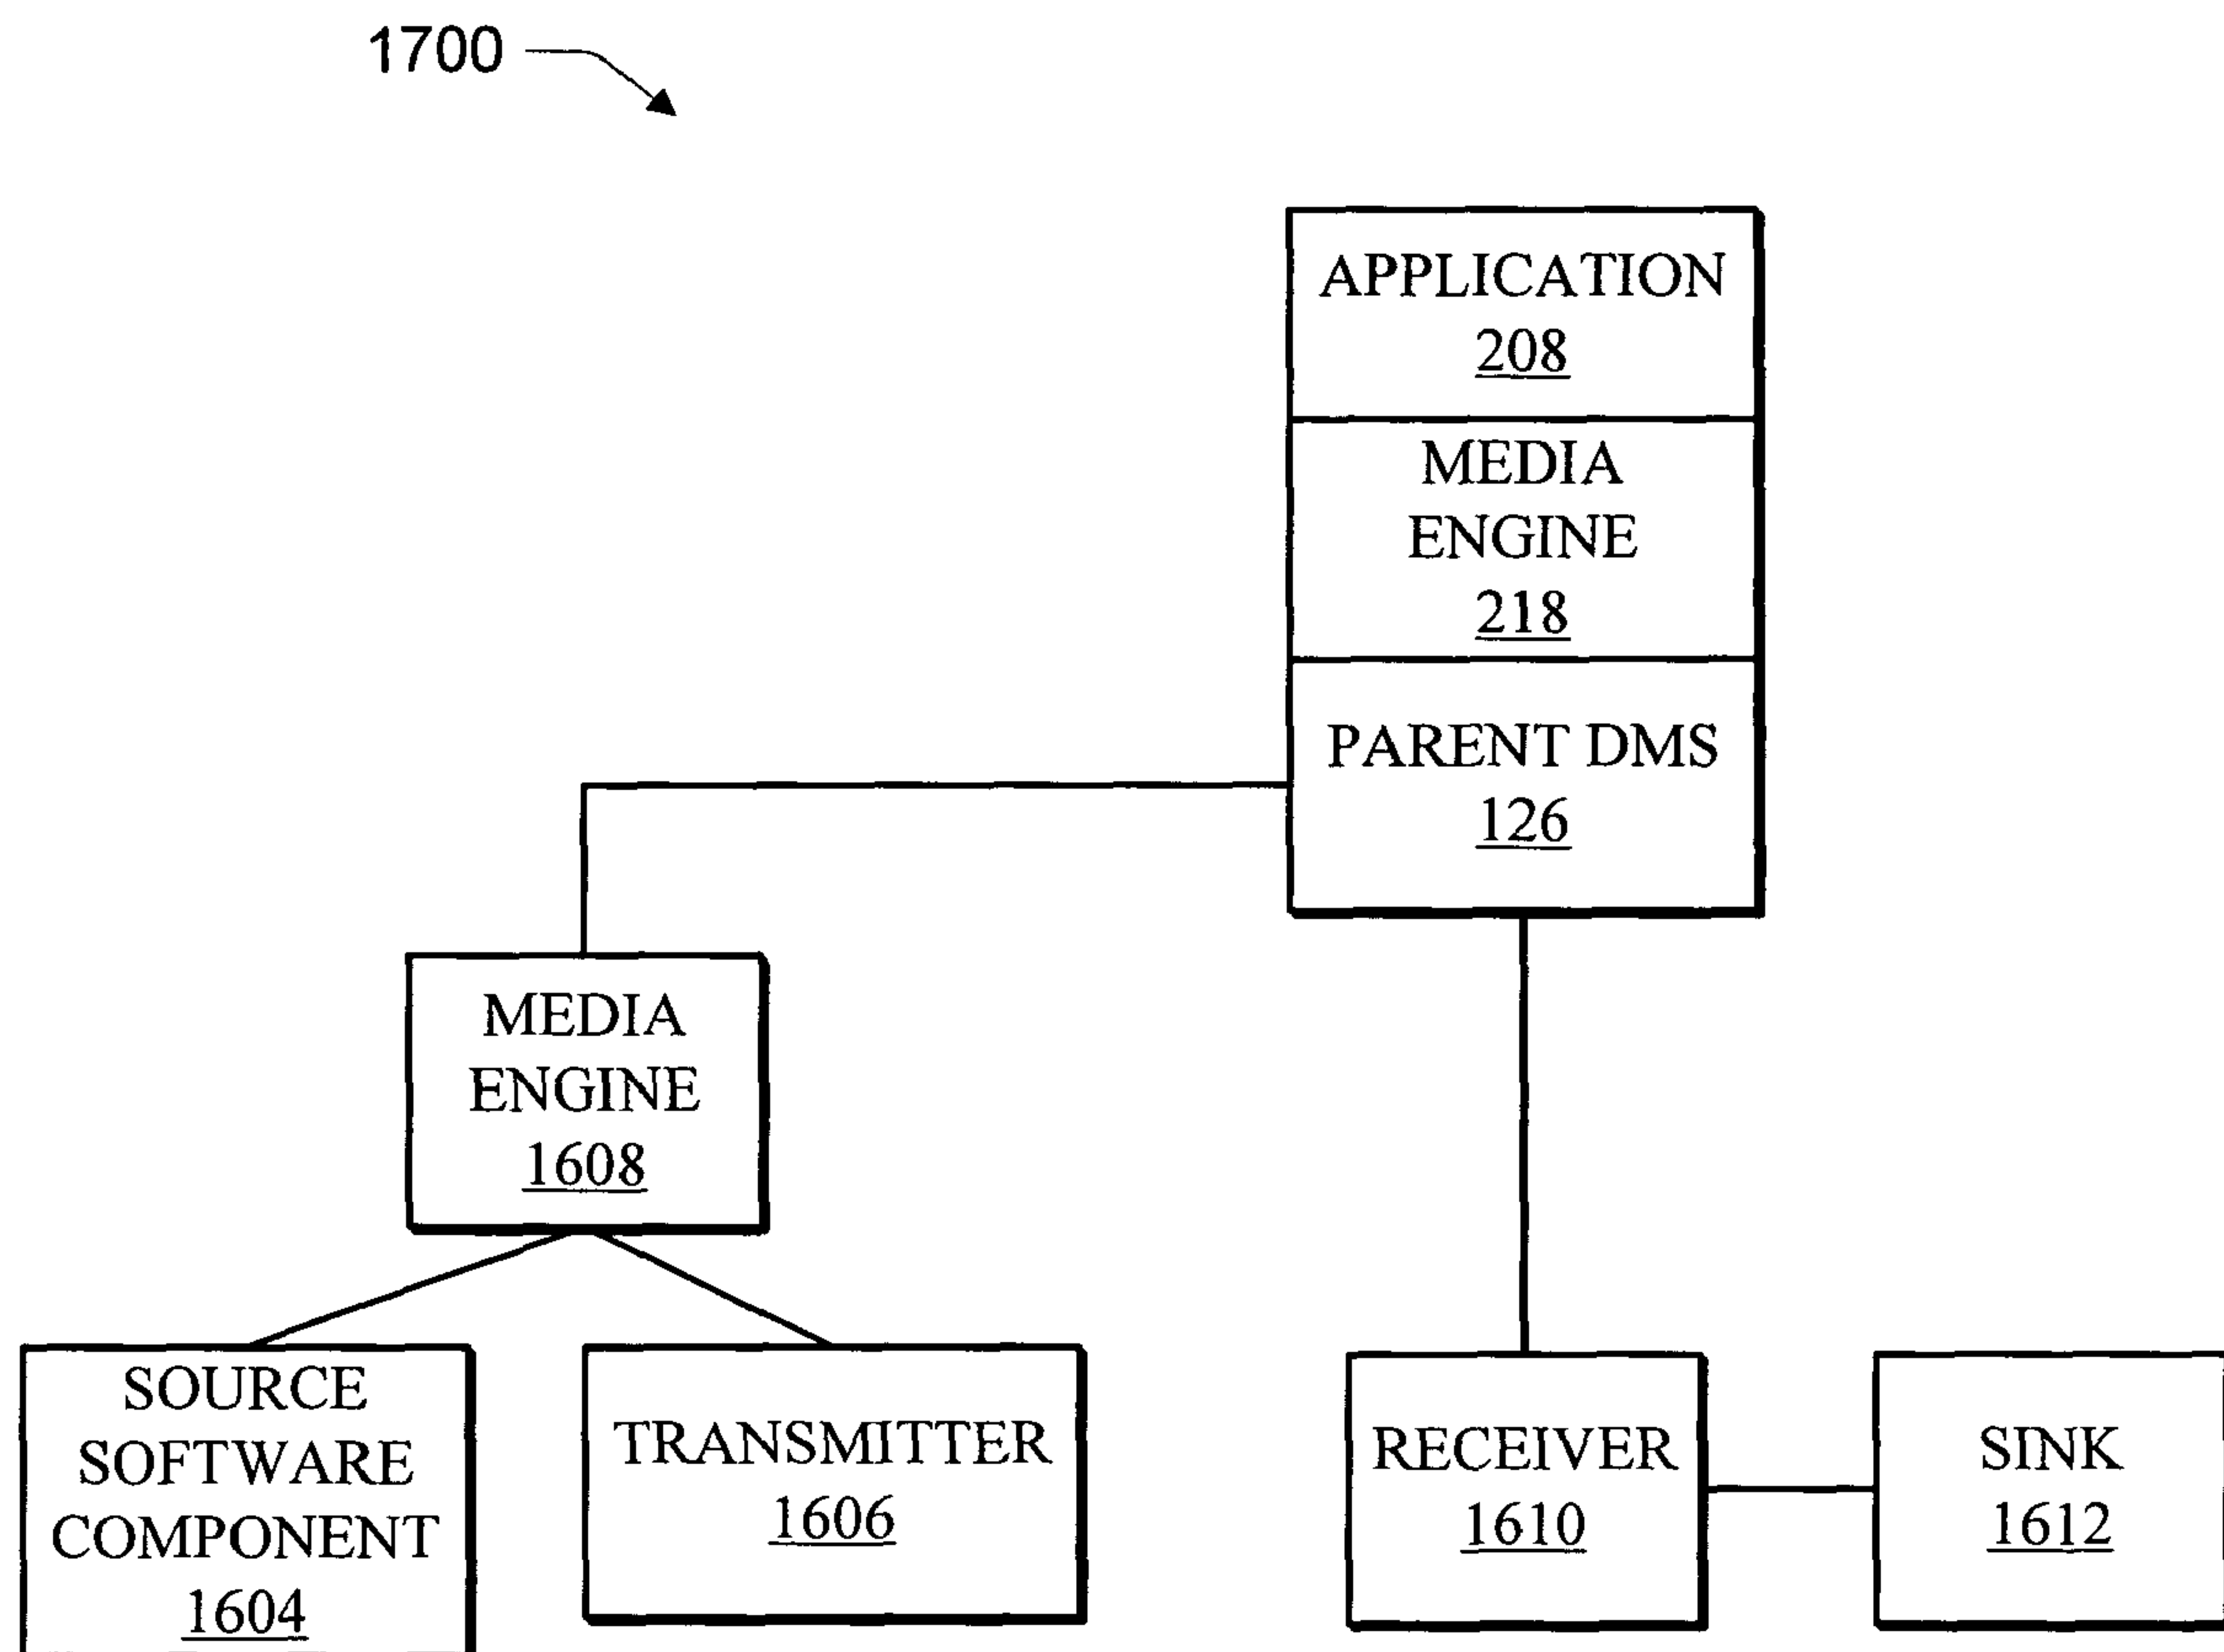 1700
APPLICATION
208
MEDIA
ENGINE
218
PARENT DMS
126
MEDIA
ENGINE
1608
SOURCE
SOFTWARE
COMPONENT
1604
TRANSMITTER
1606
RECEIVER
1610
SINK
1612